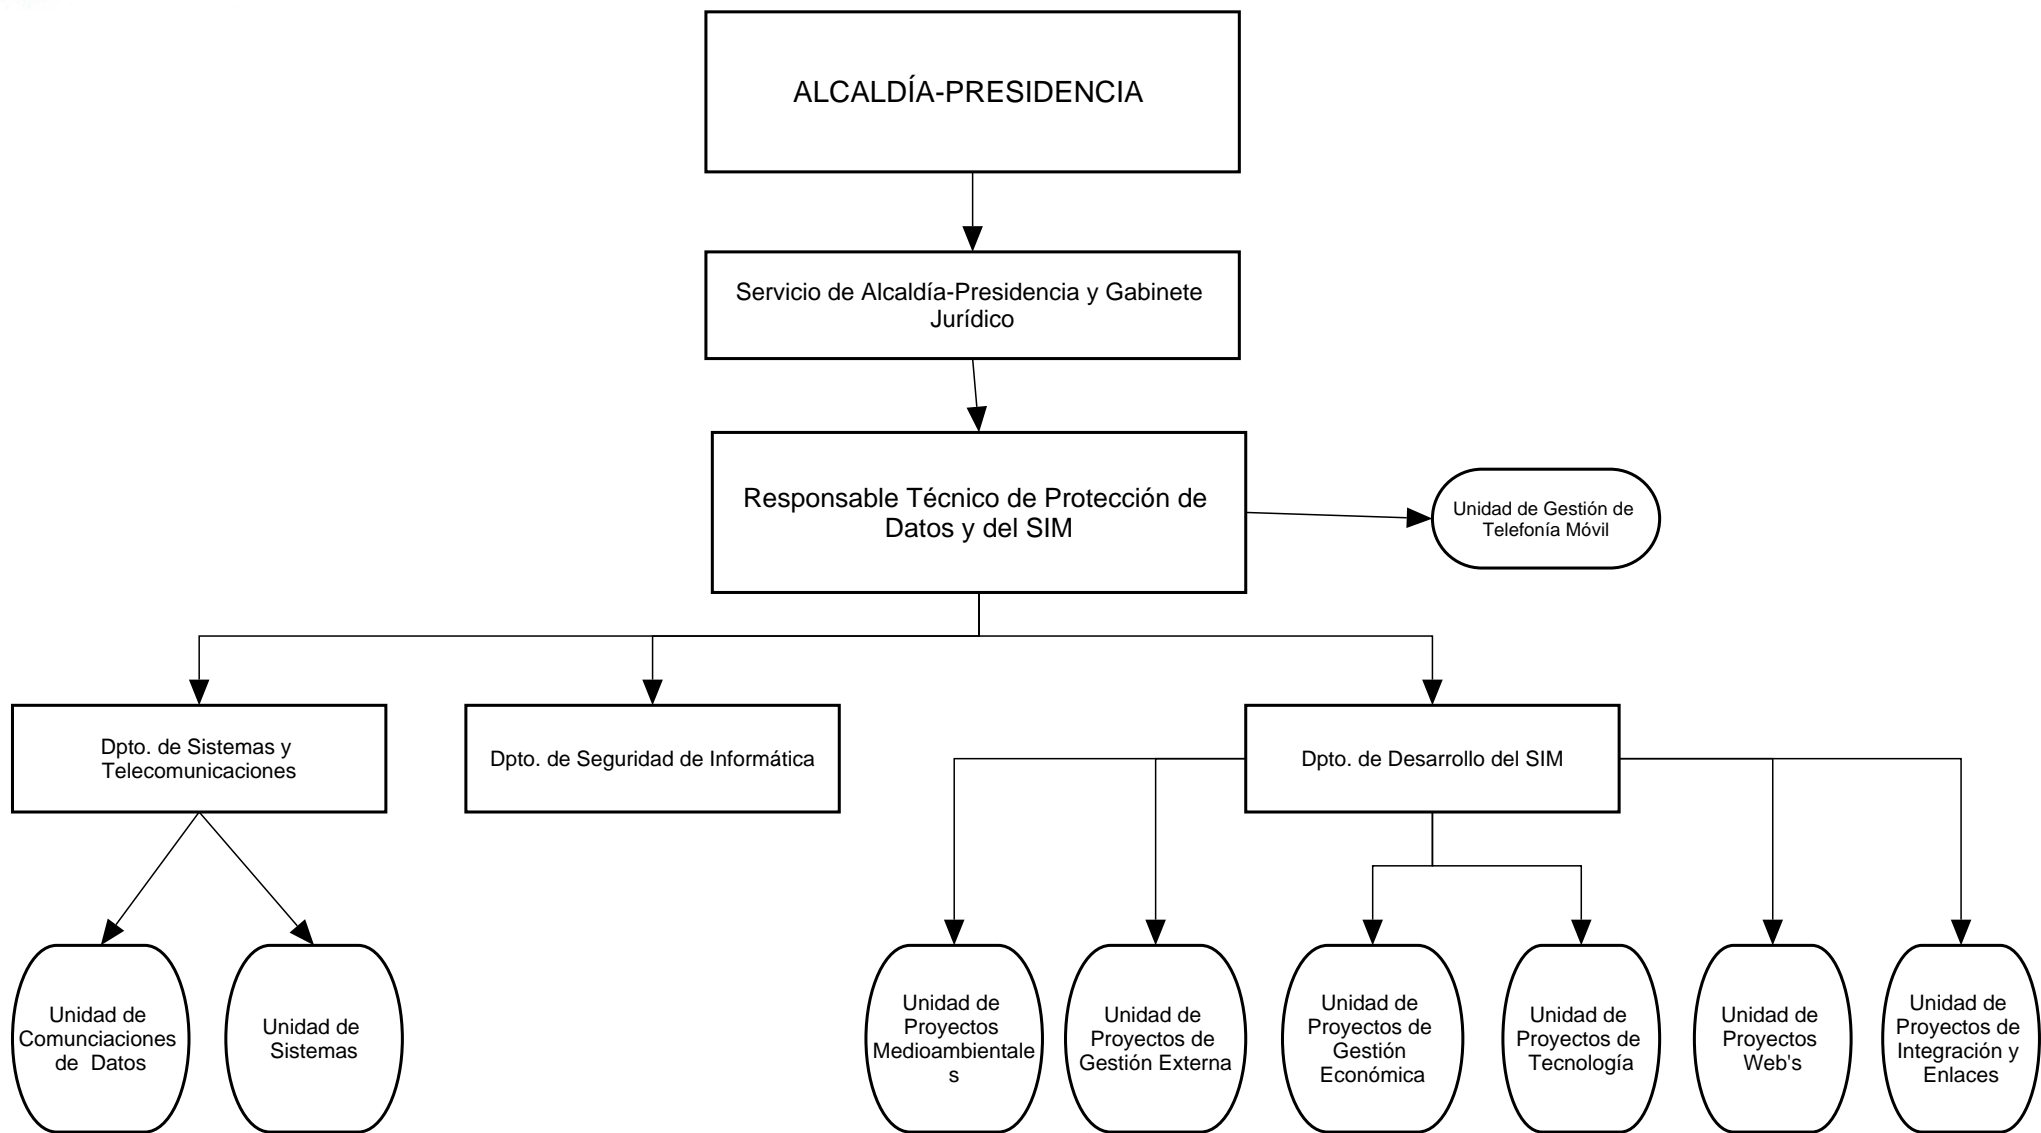 ALCALDÍA-PRESIDENCIA
Servicio de Alcaldía-Presidencia y Gabinete
Jurídico
Responsable Técnico de Protección de
Datos y del SIM
Unidad de Gestión de
Telefonía Móvil
Dpto. de Sistemas y
Telecomunicaciones
Dpto. de Seguridad de Informática
Dpto. de Desarrollo del SIM
Unidad de
Comunciaciones
de Datos
Unidad de
Sistemas
Unidad de
Proyectos
Medioambientale
s
Unidad de
Proyectos de
Gestión Externa
Unidad de
Proyectos de
Gestión
Económica
Unidad de
Proyectos de
Tecnología
Unidad de
Proyectos
Web's
Unidad de
Proyectos de
Integración y
Enlaces